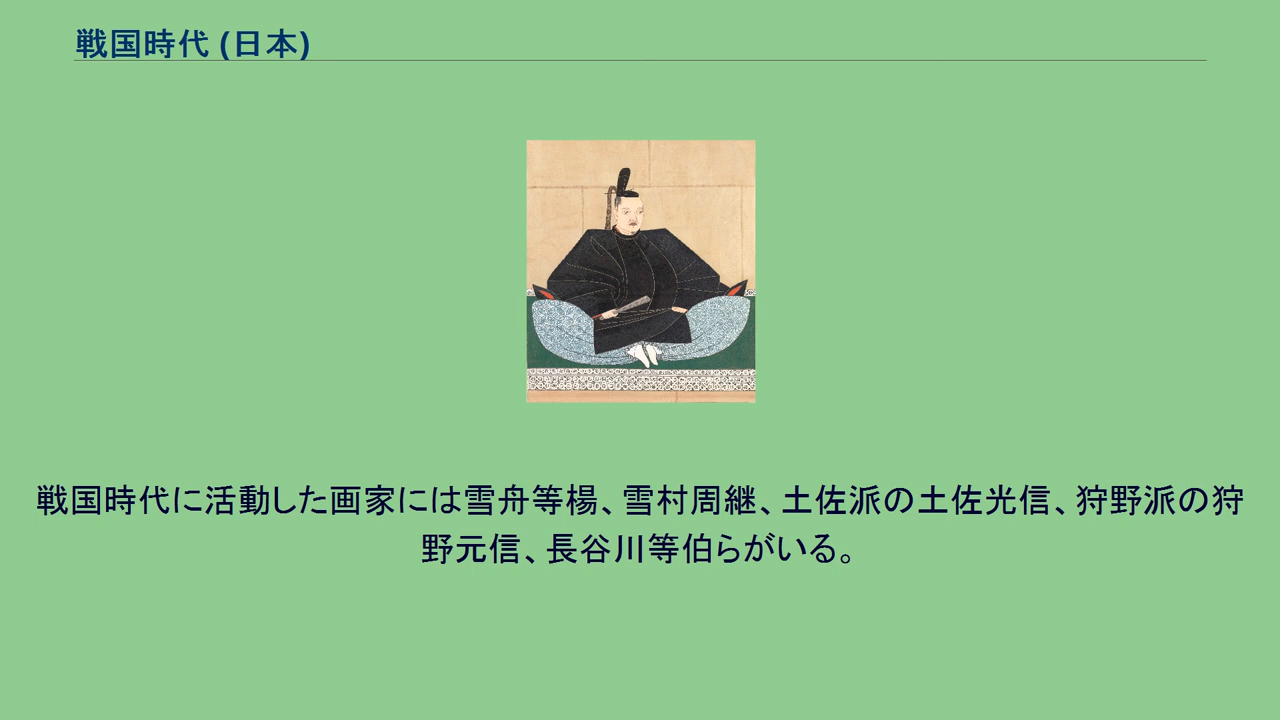 戦国時代 (日本)
戦国時代に活動した画家には雪舟等楊、雪村周継、土佐派の土佐光信、狩野派の狩
野元信、長谷川等伯らがいる。